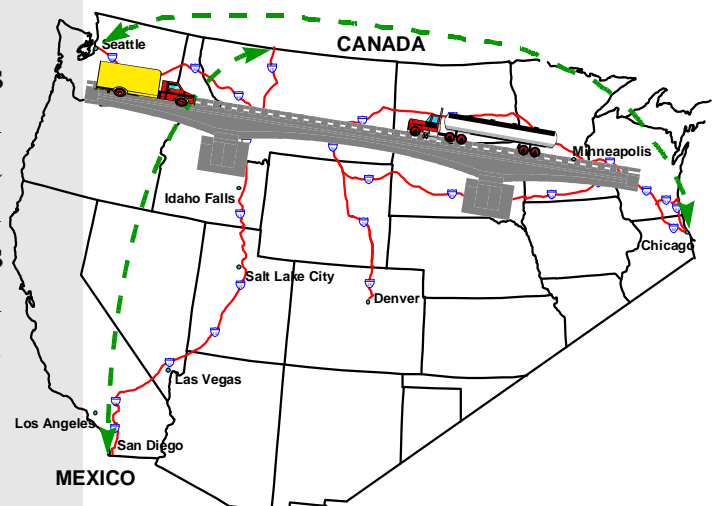 Seattle
CANADA
Minneapolis
Idaho Falls
Chicago
Salt Lake City
Denver
Las Vegas
Los Angeles
San Diego
MEXICO